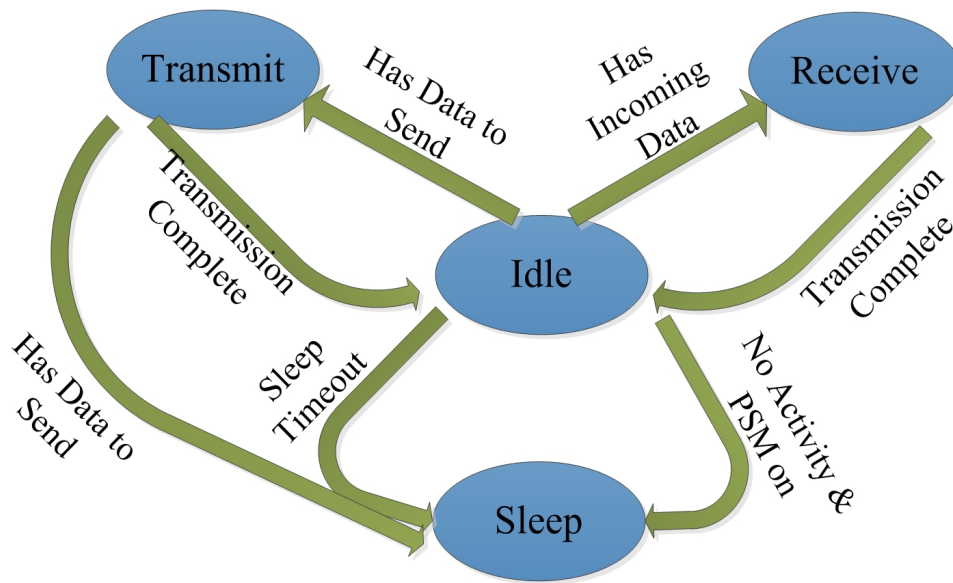 Transmit
Receive
Has Data to
Send
Has
Incoming
Data
Transmission
Complete
Transmission
Complete
Idle
Has Data to
Send
Sleep
Timeout
No Activity &
PSM on
Sleep